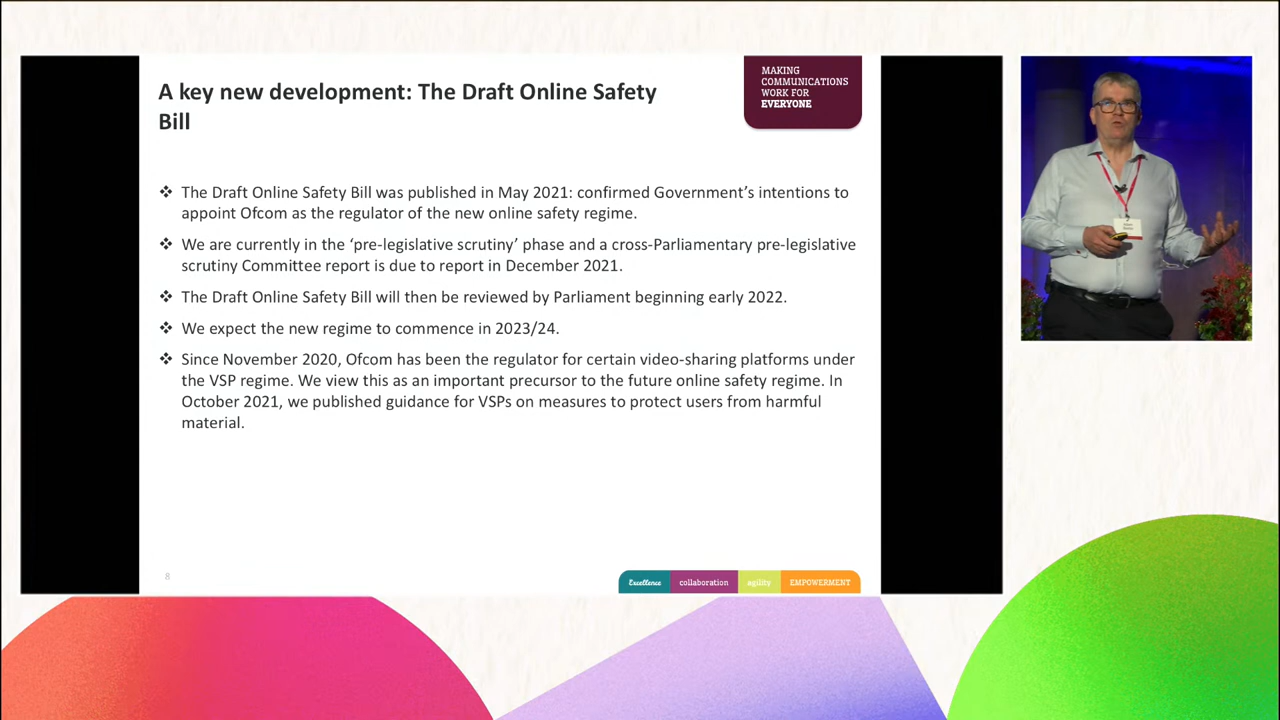 A key new development: The Draft Online Safety
Bill
MAKING
COMMUNICATIONS
WORK FOR
EVERYONE
❖ The Draft Online Safety Bill was published in May 2021: confirmed Government’s intentions to
appoint Ofcom as the regulator of the new online safety regime.
❖ We are currently in the ‘pre-legislative scrutiny’ phase and a cross-Parliamentary pre-legislative
scrutiny Committee report is due to report in December 2021.
❖ The Draft Online Safety Bill will then be reviewed by Parliament beginning early 2022.
❖ We expect the new regime to commence in 2023/24.
❖ Since November 2020, Ofcom has been the regulator for certain video-sharing platforms under
the VSP regime. We view this as an important precursor to the future online safety regime. In
October 2021, we published guidance for VSPs on measures to protect users from harmful
material.
8
Excellence collaboration agility EMPOWERMENT